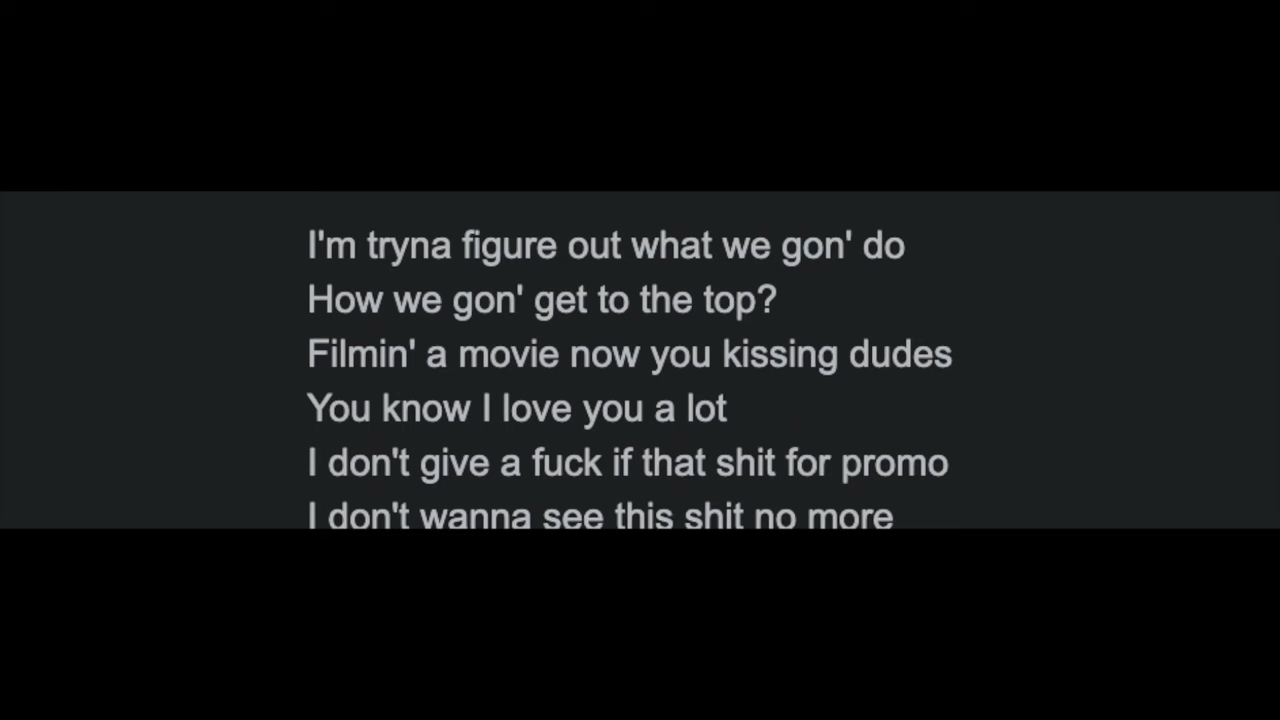 I'm tryna figure out what we gon' do
How we gon' get to the top?
Filmin' a movie now you kissing dudes
You know I love you a lot
I don't give a fuck if that shit for promo
I don't wanna see this shit no more